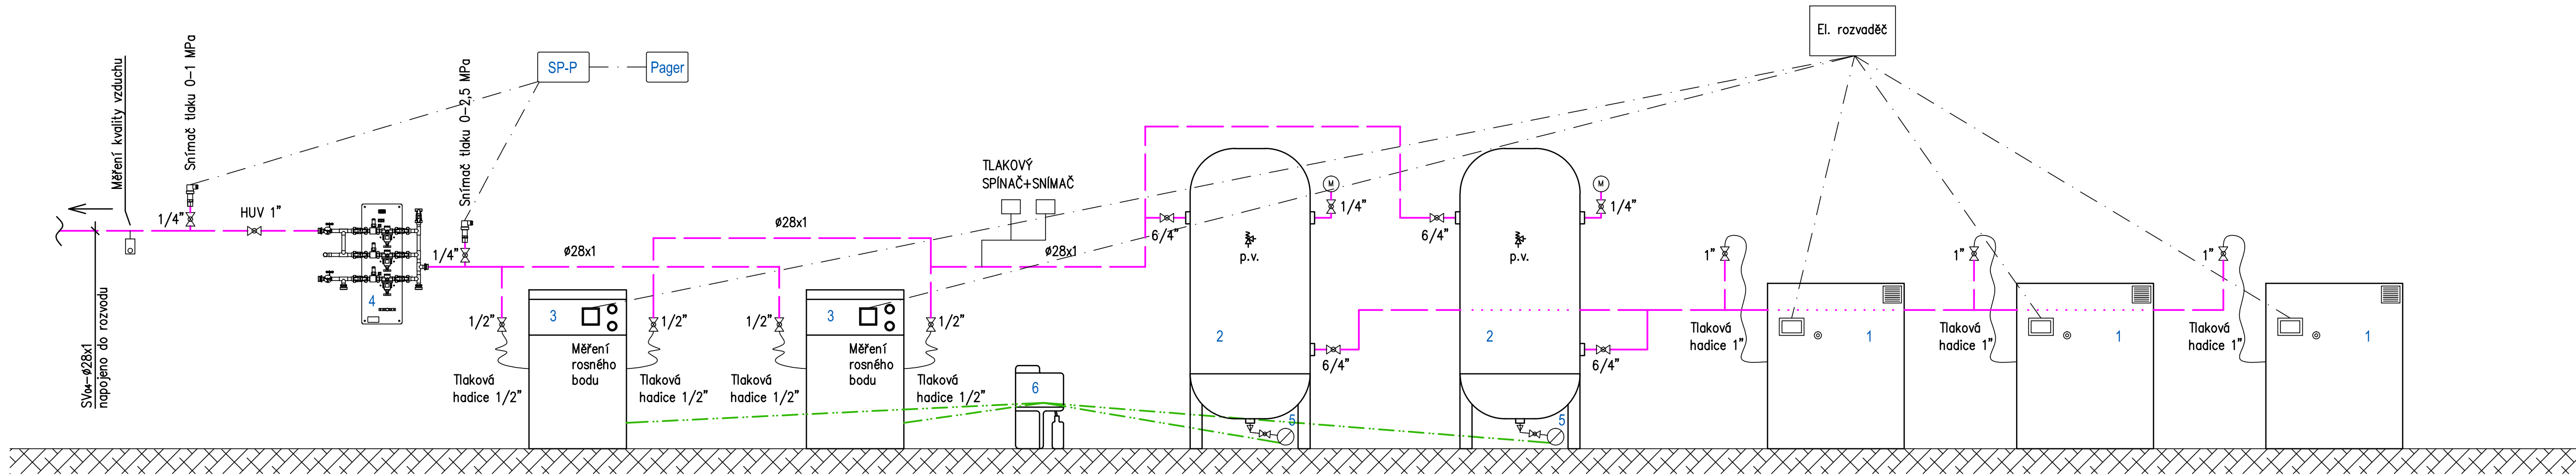 SV04-Ø28x1
napojeno do rozvodu
Měření kvality vzduchu
1/4"
Snímač tlaku 0-1 MPa
HUV 1"
4
1/4"
Snímač tlaku 0-2,5 MPa
SP-P
Pager
Ø28x1
1/2"
Tlaková
hadice 1/2"
3
Měření
rosného
bodu
1/2"
Tlaková
hadice 1/2"
Ø28x1
1/2"
Tlaková
hadice 1/2"
3
Měření
rosného
bodu
1/2"
Tlaková
hadice 1/2"
TLAKOVÝ
SPÍNAČ+SNÍMAČ
Ø28x1
6
6/4"
p.v.
2
M
1/4"
6/4"
5
6/4"
p.v.
2
M
1/4"
6/4"
5
El. rozvaděč
1"
Tlaková
hadice 1"
1
1"
Tlaková
hadice 1"
1
1"
Tlaková
hadice 1"
1